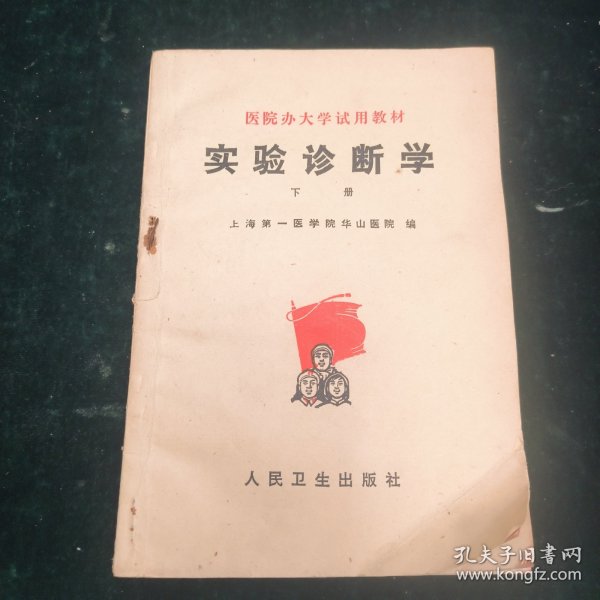 医院办大学试用教材
实验诊断学
下 册
上海第一医学院华山医院 编
人民卫生出版社
孔夫子旧书网
www.kongfz.com